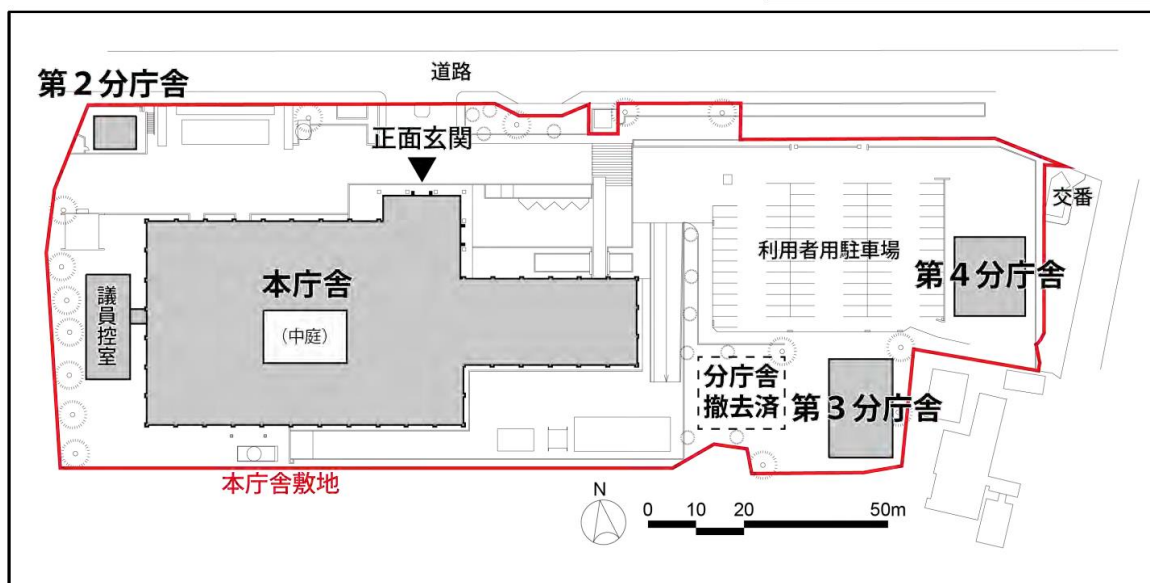 道路
第2分庁舎
正面玄関
交番
利用者用駐車場
第4分庁舎
本庁舎
議員控室
(中庭)
分庁舎
撤去済
第3分庁舎
本庁舎敷地
N
0 10 20 50m